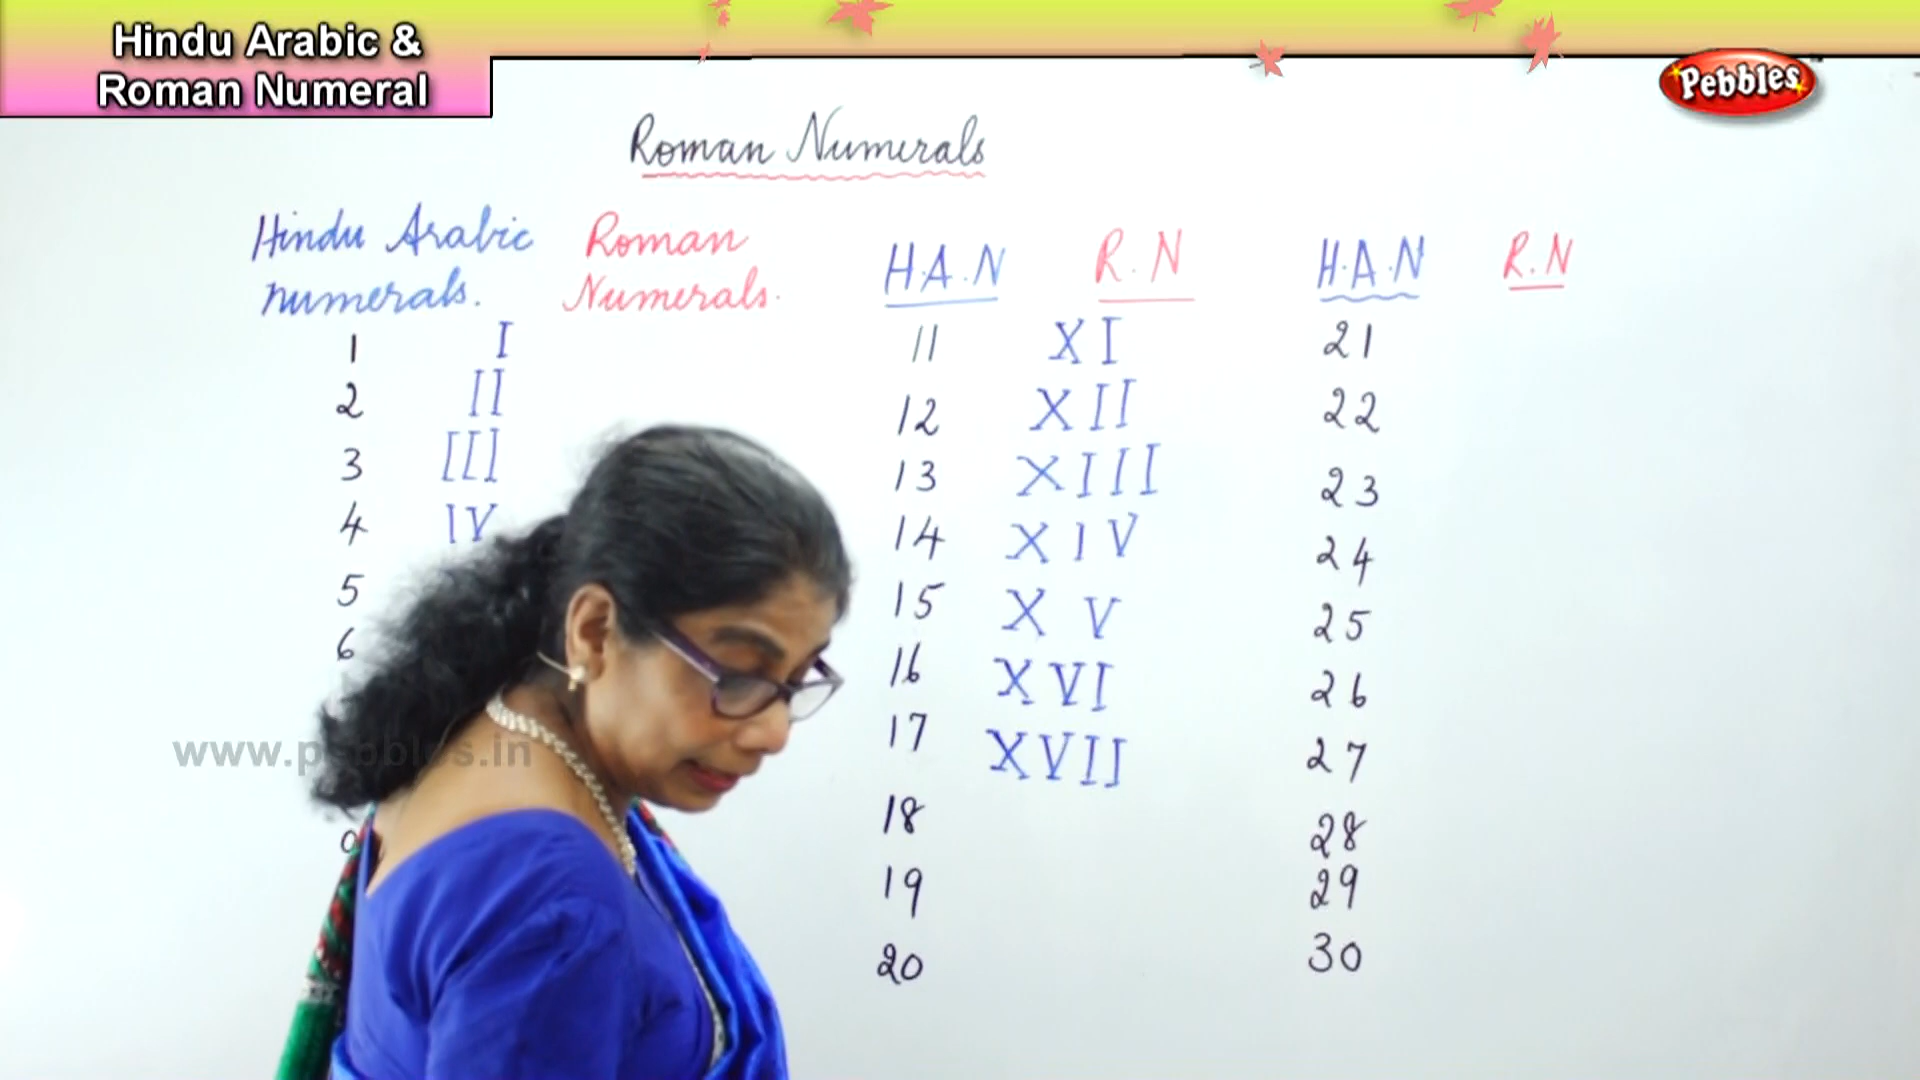 Hindu Arabic &
Roman Numeral
Pebbles
Roman Numerals
Hindu Arabic
numerals.
Roman
Numerals.
1 I
2 II
3 III
4 IV
5
6
9
H.A.N R.N
11 XI
12 XII
13 XIII
14 XIV
15 XV
16 XVI
17 XVII
18
19
20
H.A.N R.N
21
22
23
24
25
26
27
28
29
30
www.pebbles.in